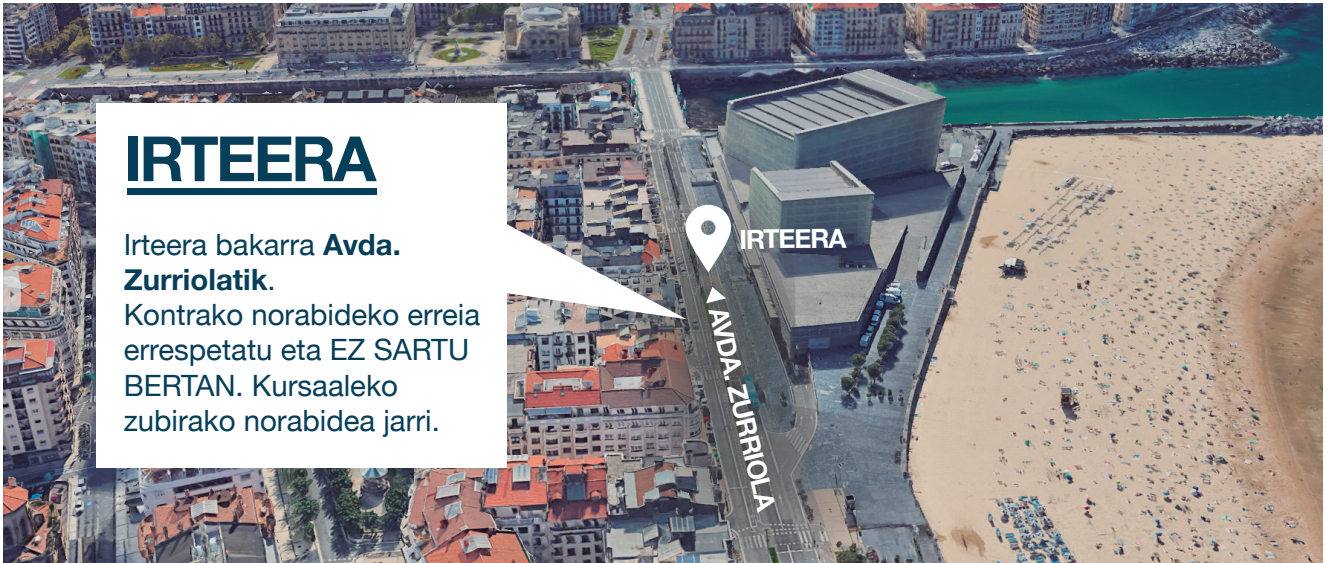 IRTEERA
Irteera bakarra Avda.
Zurriolatik.
Kontrako norabideko erreia
errespetatu eta EZ SARTU
BERTAN. Kursaaleko
zubirako norabidea jarri.
IRTEERA
AVDA. ZURRIOLA